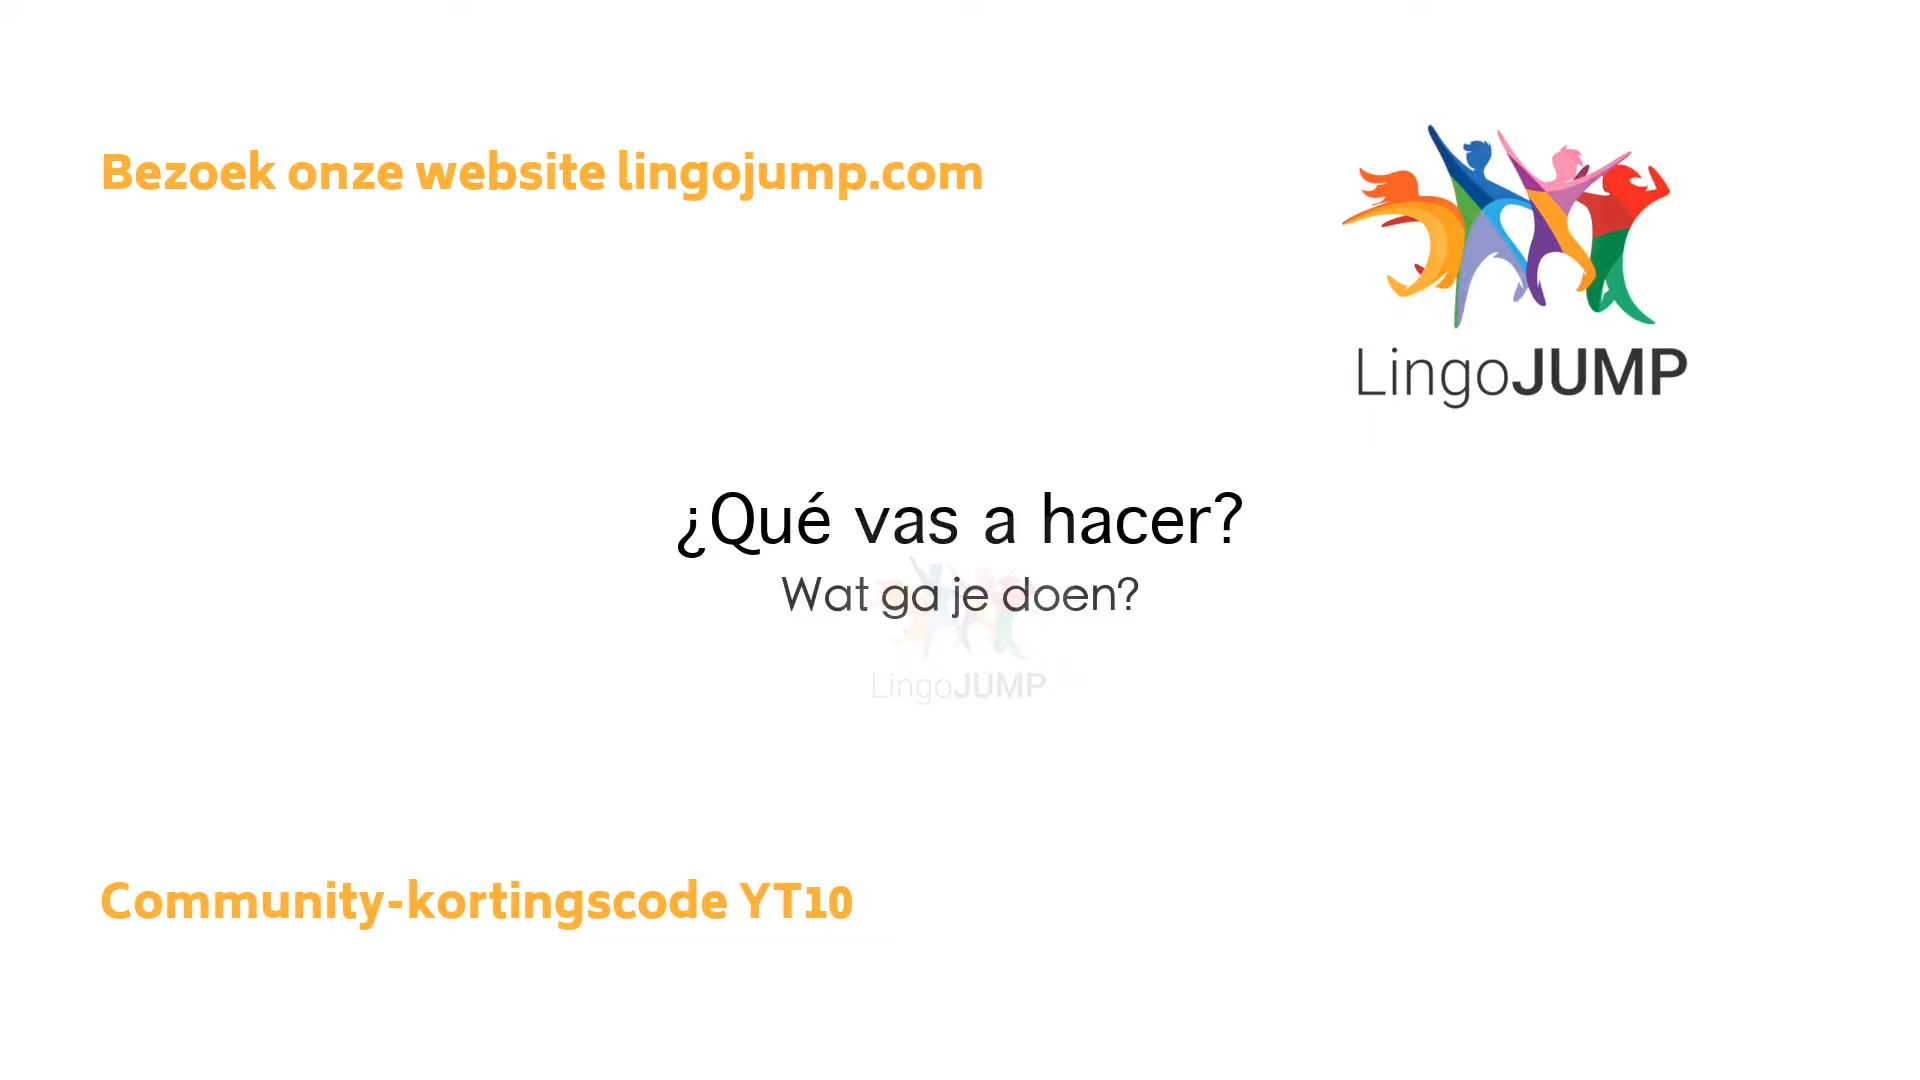 Bezoek onze website lingojump.com
LingoJUMP
¿Qué vas a hacer?
Wat ga je doen?
LingoJUMP
Community-kortingscode YT10